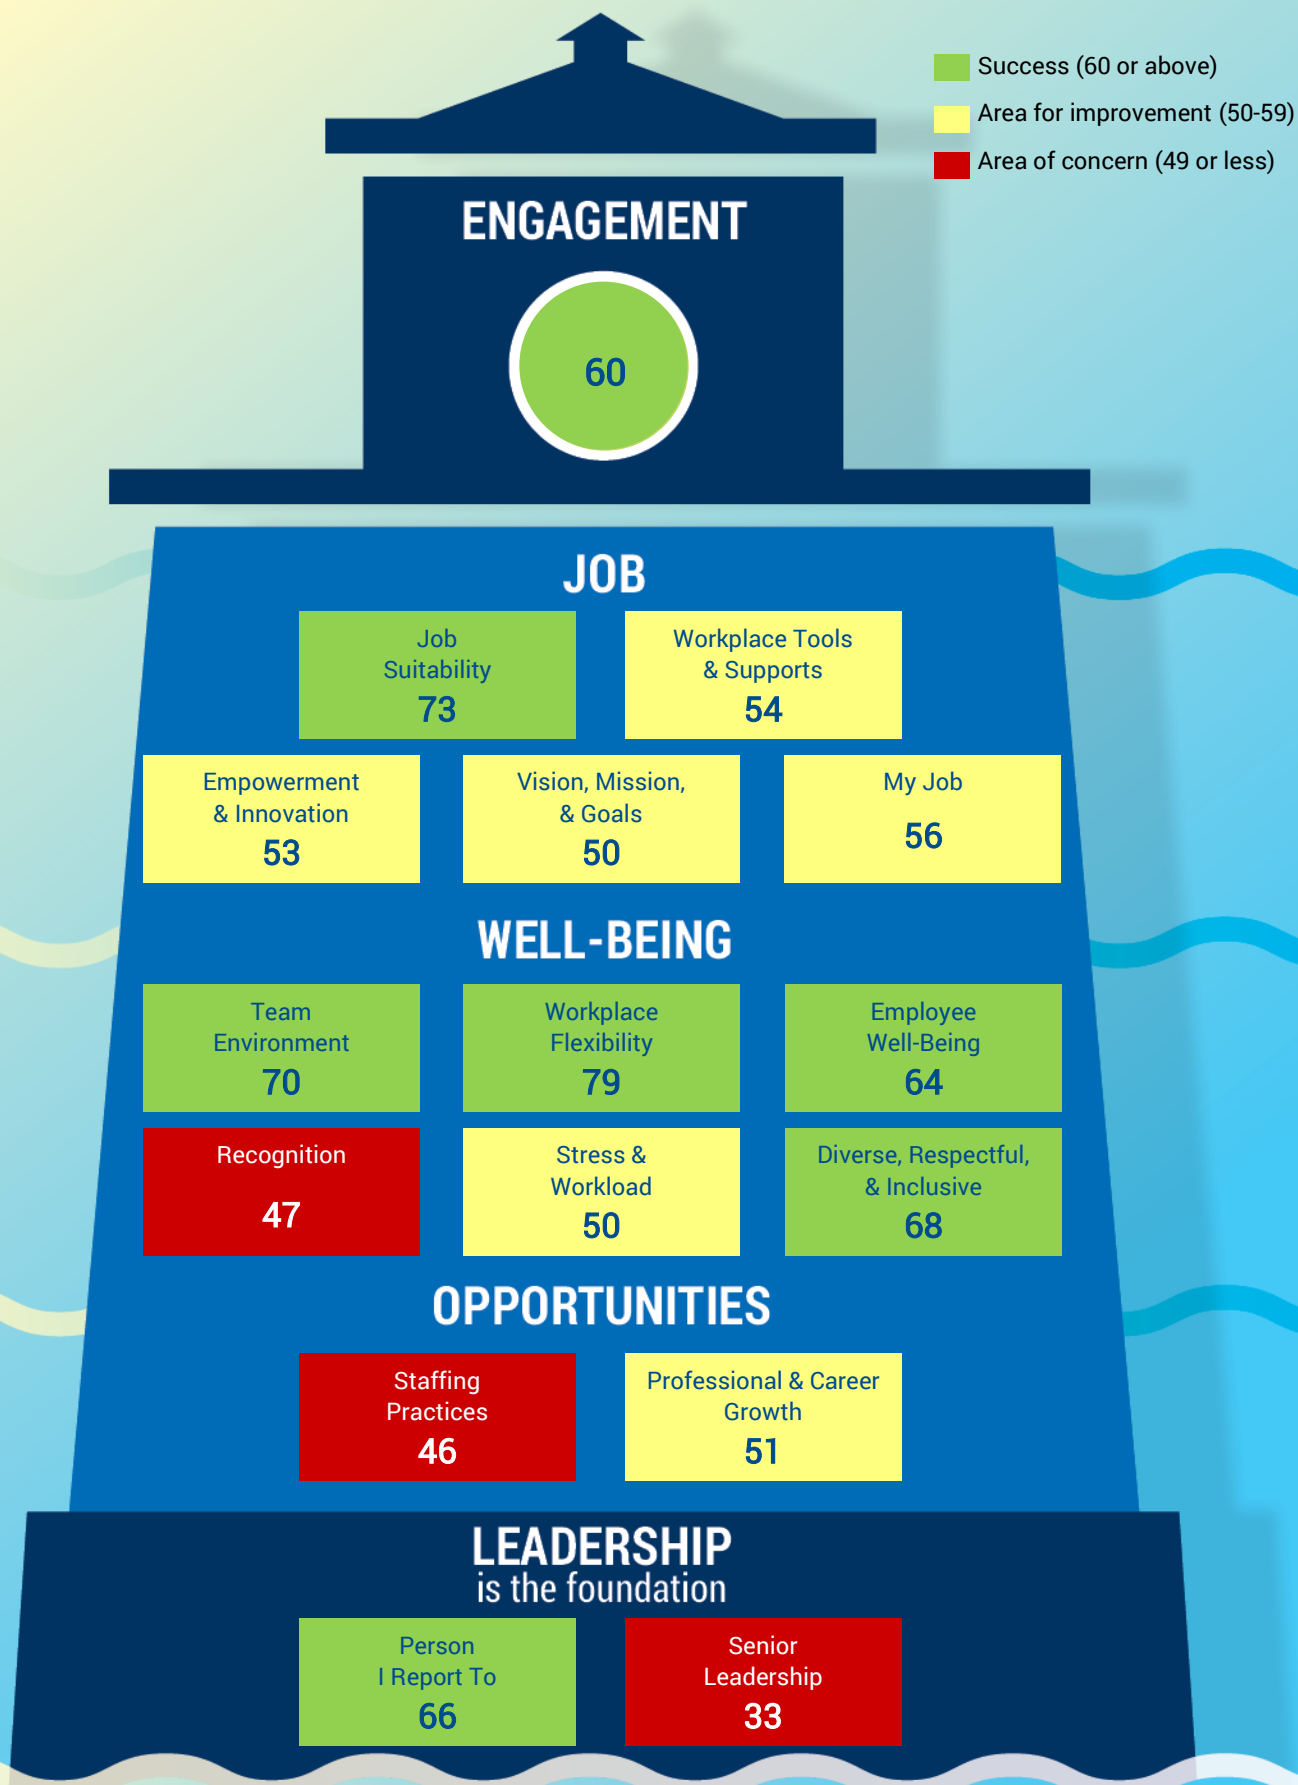 Success (60 or above)
Area for improvement (50-59)
Area of concern (49 or less)
ENGAGEMENT
60
JOB
Job
Suitability
73
Workplace Tools
& Supports
54
Empowerment
& Innovation
53
Vision, Mission,
& Goals
50
My Job
56
WELL-BEING
Team
Environment
70
Workplace
Flexibility
79
Employee
Well-Being
64
Recognition
47
Stress &
Workload
50
Diverse, Respectful,
& Inclusive
68
OPPORTUNITIES
Staffing
Practices
46
Professional & Career
Growth
51
LEADERSHIP
is the foundation
Person
I Report To
66
Senior
Leadership
33